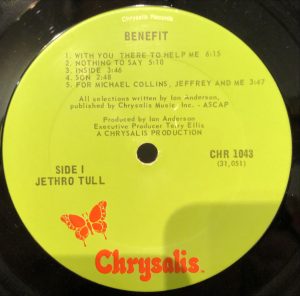 Chrysalis Records
BENEFIT
1. WITH YOU THERE TO HELP ME 6:15
2. NOTHING TO SAY 5:10
3. INSIDE 3:46
4. SON 2:48
5. FOR MICHAEL COLLINS, JEFFREY AND ME 3:47
All selections written by Ian Anderson,
published by Chrysalis Music, Inc. - ASCAP
Produced by Ian Anderson
Executive Producer Terry Ellis
A CHRYSALIS PRODUCTION
SIDE I
JETHRO TULL
CHR 1043
(31,051)
Chrysalis
TM